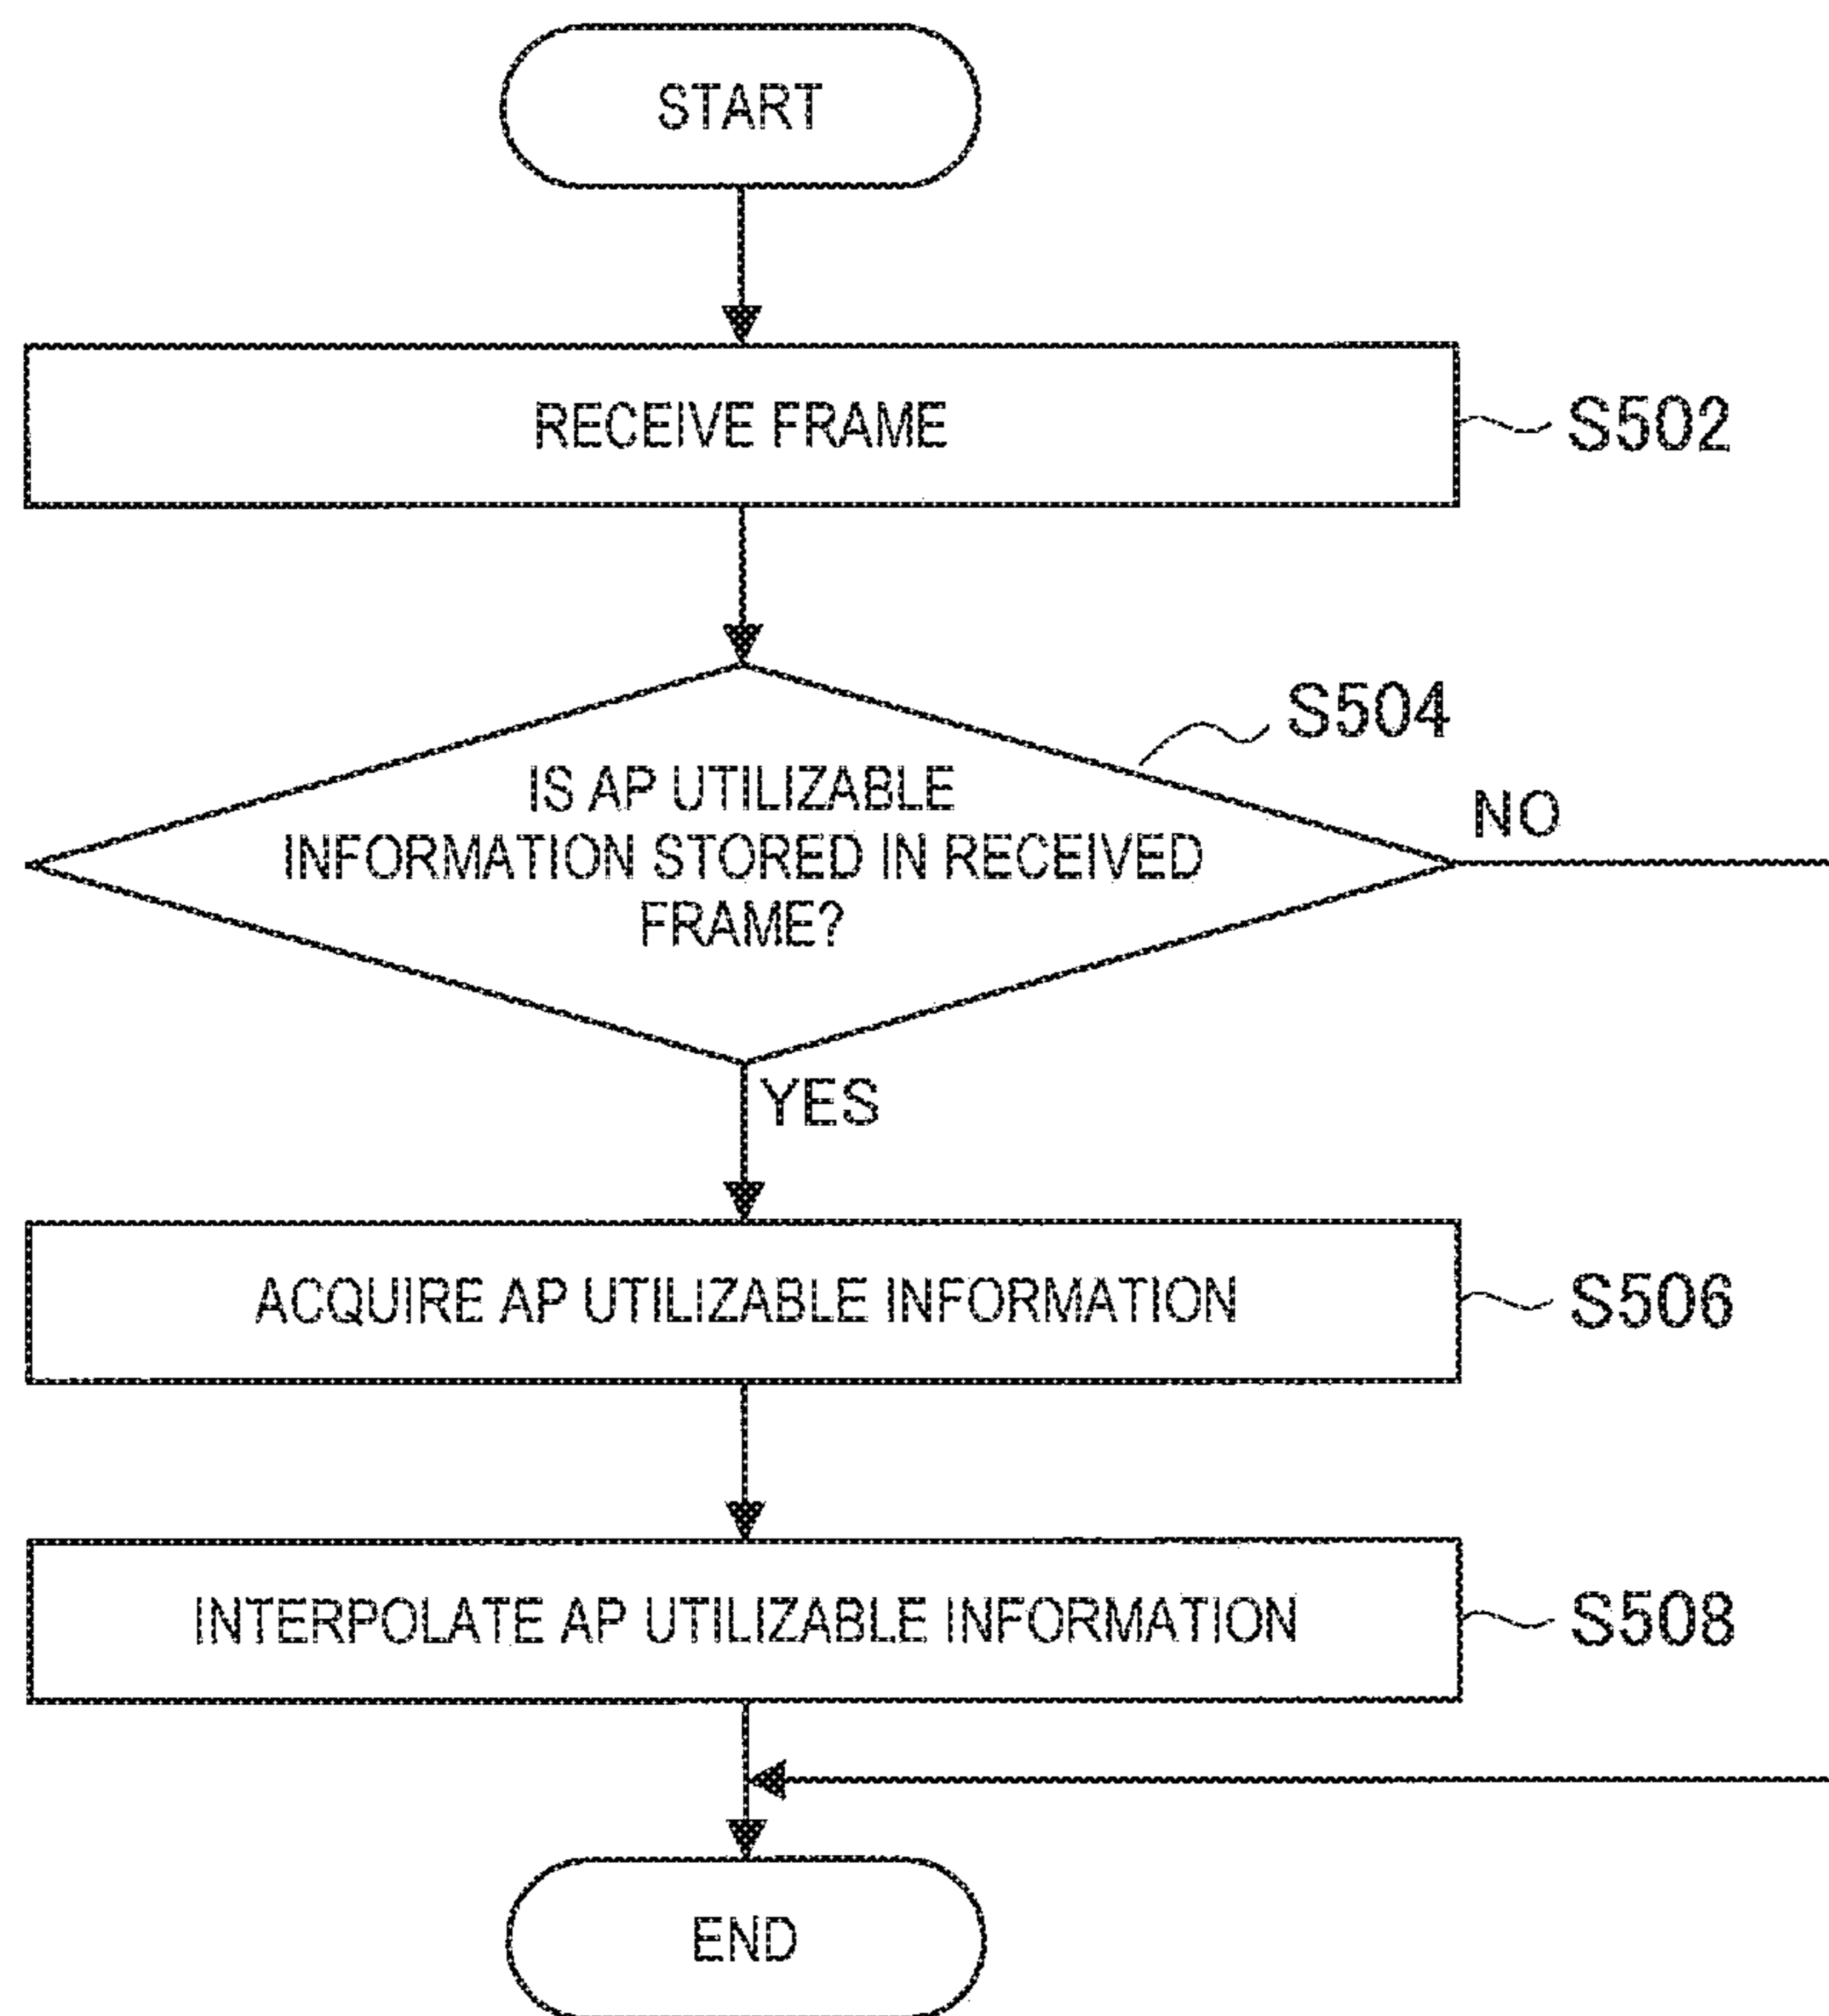 START
RECEIVE FRAME
S502
S504
IS AP UTILIZABLE
INFORMATION STORED IN RECEIVED
FRAME?
NO
YES
ACQUIRE AP UTILIZABLE INFORMATION
S506
INTERPOLATE AP UTILIZABLE INFORMATION
S508
END